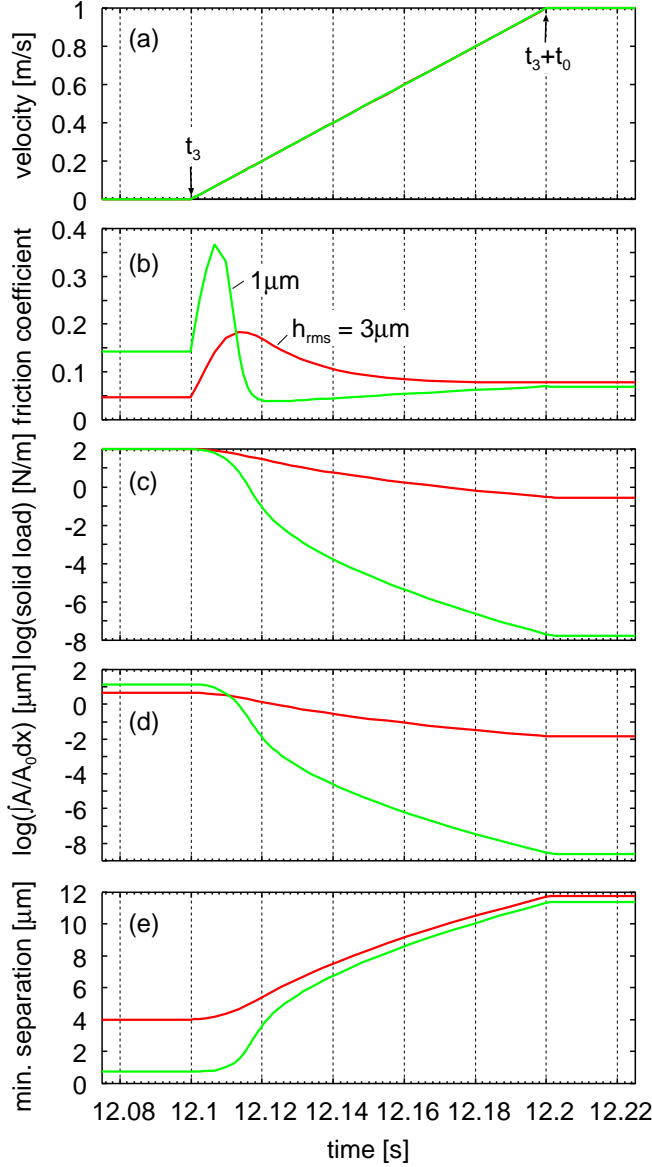 1
0.8
0.6
0.4
0.2
0
velocity [m/s]
(a)
t3
t3+t0
0.4
0.3
0.2
0.1
0
friction coefficient
(b)
1μm
hrms = 3μm
2
0
-2
-4
-6
-8
log(solid load) [N/m]
(c)
2
0
-2
-4
-6
-8
log(∫A/A0dx) [μm]
(d)
12
10
8
6
4
2
0
min. separation [μm]
(e)
12.08 12.1 12.12 12.14 12.16 12.18 12.2 12.22
time [s]